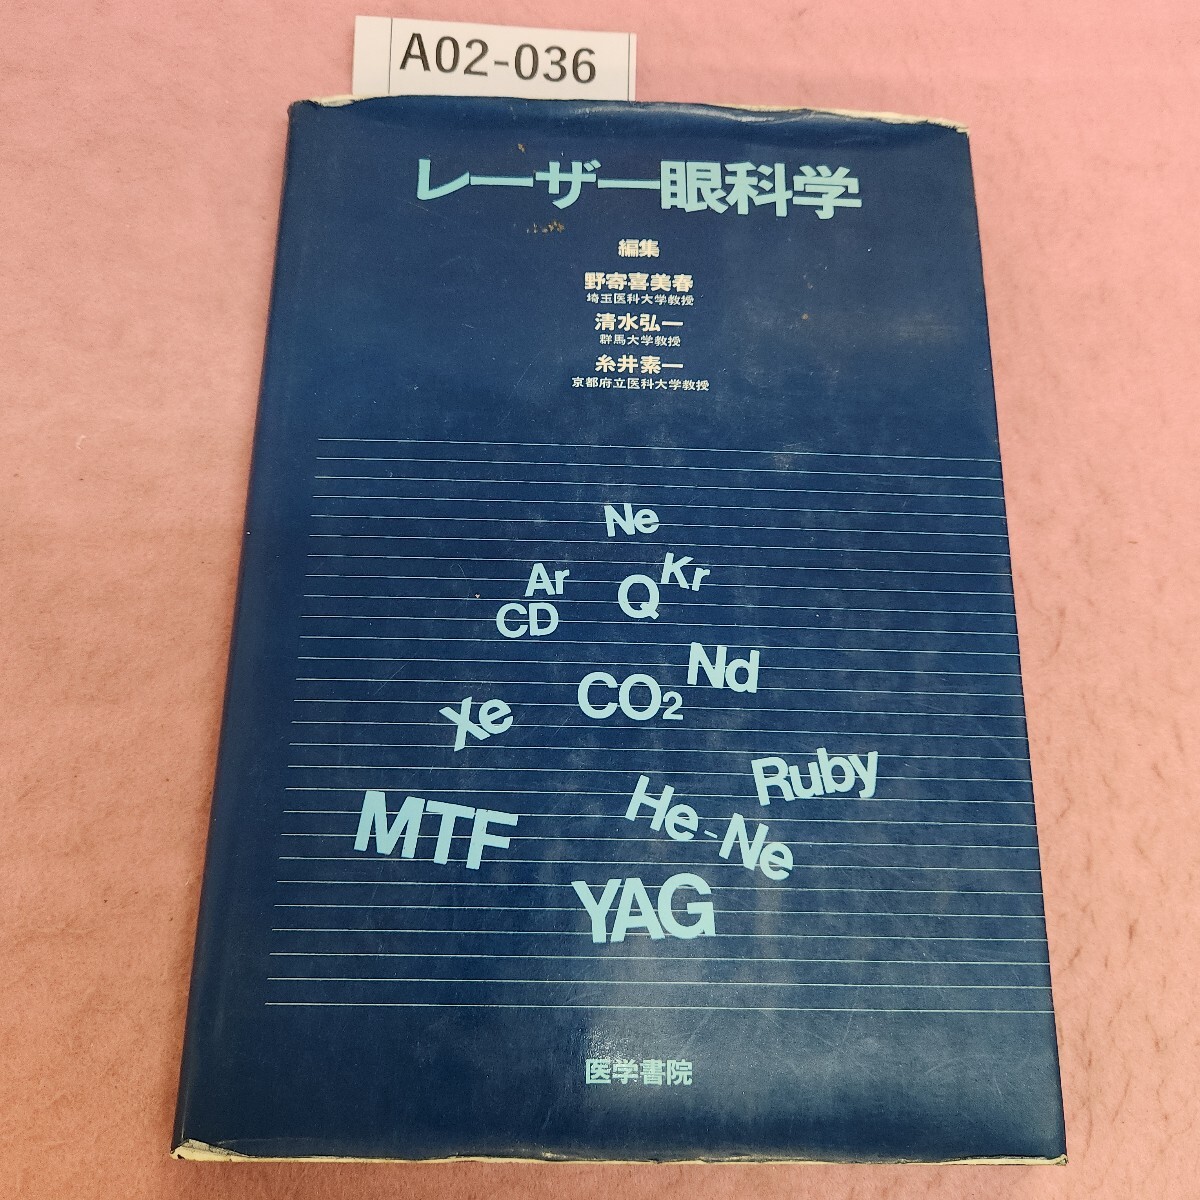 A02-036
レーザー眼科学
編集
野寄喜美春
埼玉医科大学教授
清水弘一
群馬大学教授
糸井素一
京都府立医科大学教授
Ne
Ar
Kr
Q
CD
Nd
CO₂
Xe
Ruby
He-Ne
MTF
YAG
医学書院